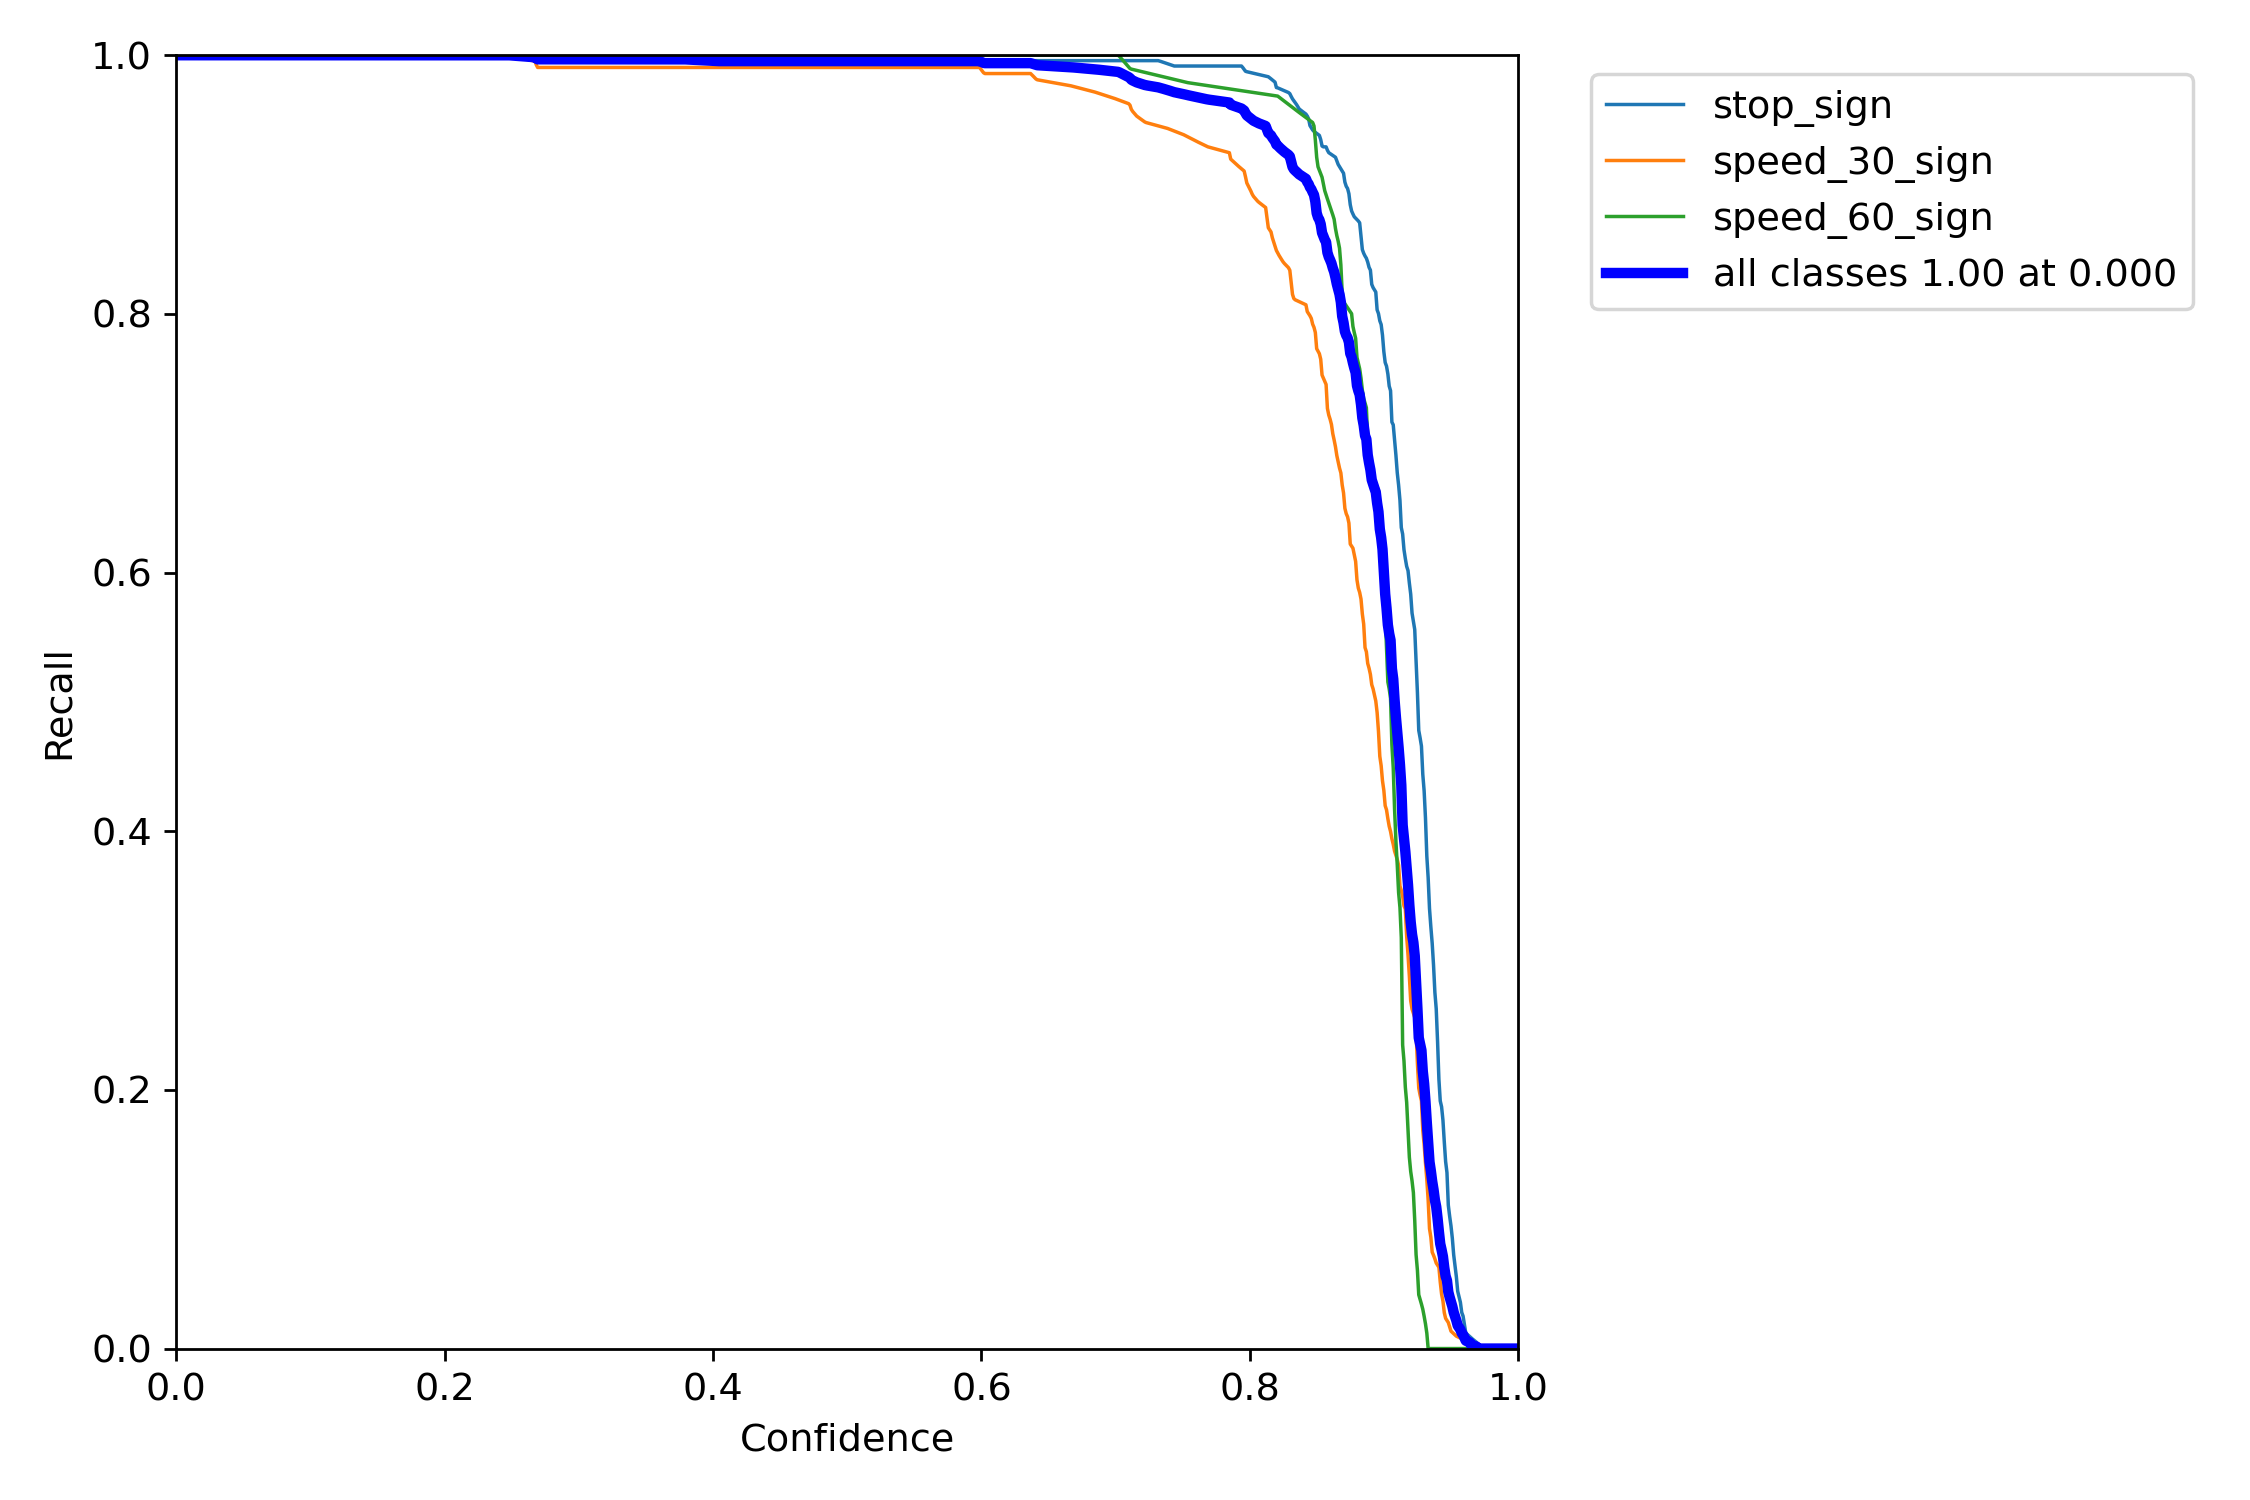 1.0
0.8
0.6
0.4
0.2
0.0
Recall
0.0 0.2 0.4 0.6 0.8 1.0
Confidence
stop_sign
speed_30_sign
speed_60_sign
all classes 1.00 at 0.000